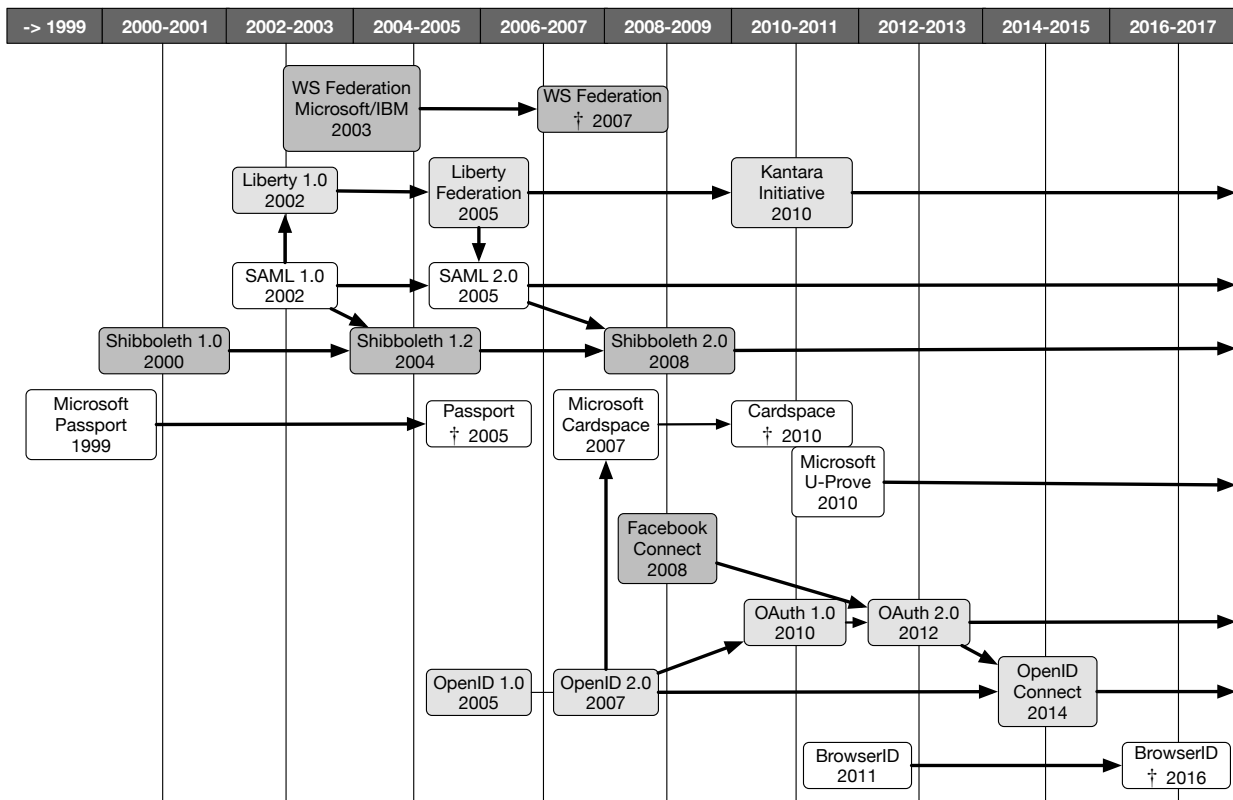 -> 1999 2000-2001 2002-2003 2004-2005 2006-2007 2008-2009 2010-2011 2012-2013 2014-2015 2016-2017
WS Federation
Microsoft/IBM
2003
WS Federation
† 2007
Liberty 1.0
2002
Liberty
Federation
2005
Kantara
Initiative
2010
SAML 1.0
2002
SAML 2.0
2005
Shibboleth 1.0
2000
Shibboleth 1.2
2004
Shibboleth 2.0
2008
Microsoft
Passport
1999
Passport
† 2005
Microsoft
Cardspace
2007
Cardspace
† 2010
Microsoft
U-Prove
2010
Facebook
Connect
2008
OAuth 1.0
2010
OAuth 2.0
2012
OpenID 1.0
2005
OpenID 2.0
2007
OpenID
Connect
2014
BrowserID
2011
BrowserID
† 2016